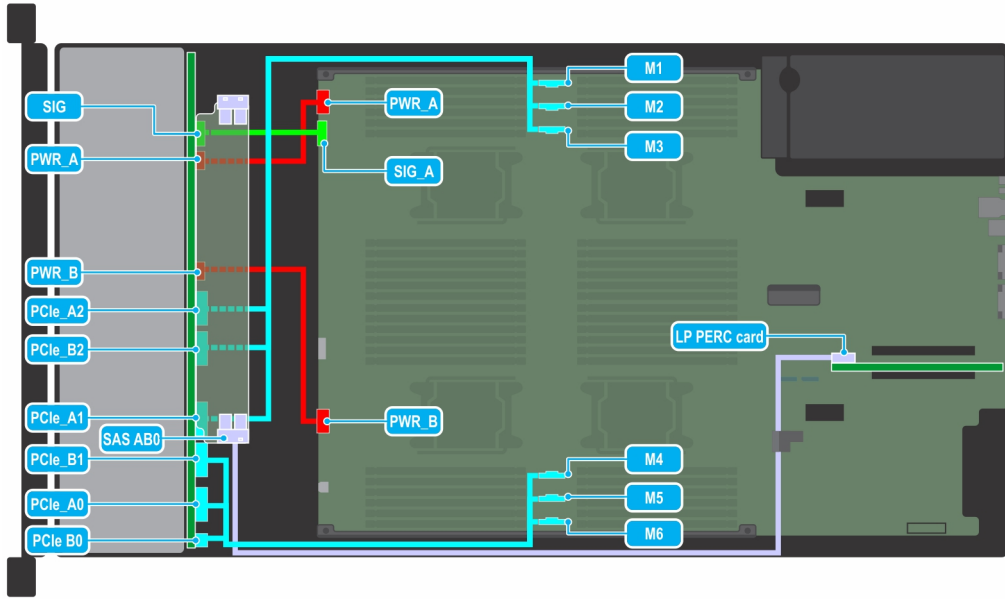 SIG
PWR_A
PWR_B
PCIe_A2
PCIe_B2
PCIe_A1
SAS AB0
PCIe_B1
PCIe_A0
PCIe B0
PWR_A
SIG_A
PWR_B
M1
M2
M3
LP PERC card
M4
M5
M6